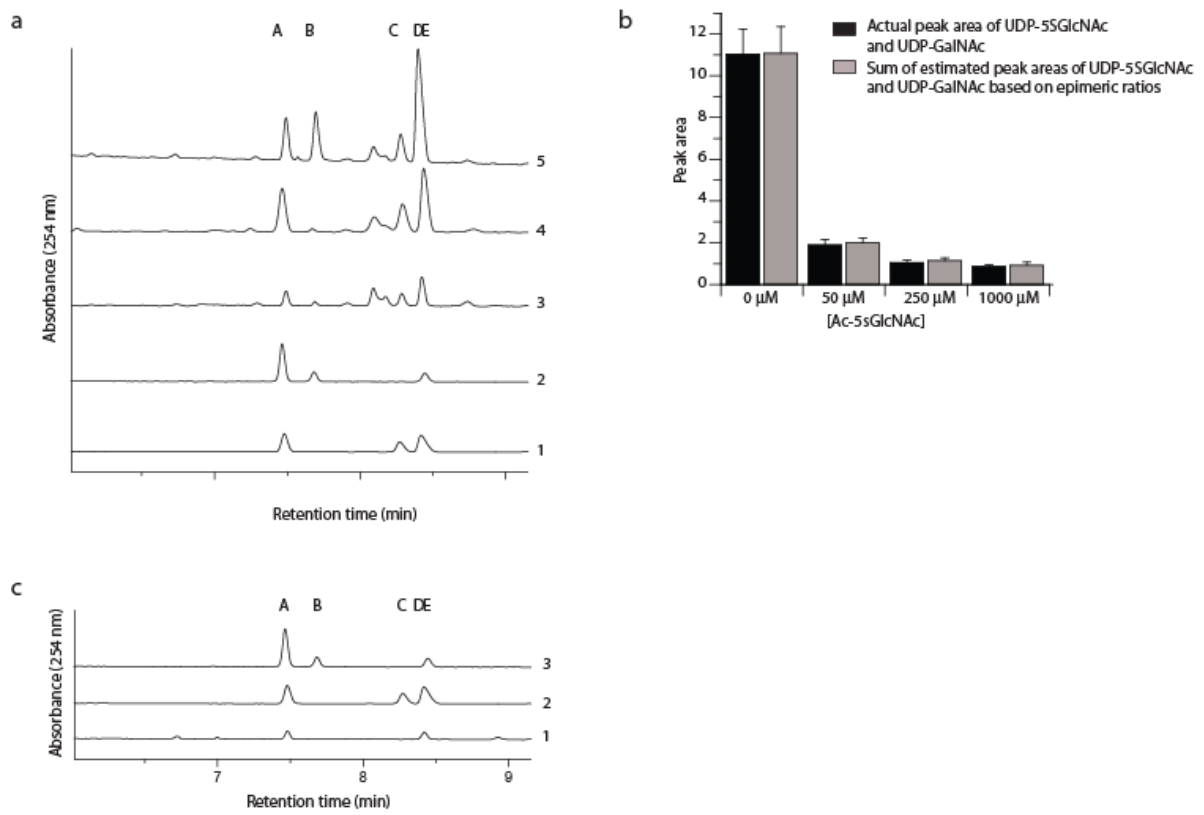 a
A B C DE
Absorbance (254 nm)
5
4
3
2
1
Retention time (min)
b
Actual peak area of UDP-5SGlcNAc
and UDP-GalNAc
Sum of estimated peak areas of UDP-5SGlcNAc
and UDP-GalNAc based on epimeric ratios
Peak area
12
10
8
6
4
2
0
0 μM 50 μM 250 μM 1000 μM
[Ac-5sGlcNAc]
c
A B C DE
Absorbance (254 nm)
3
2
1
7 8 9
Retention time (min)